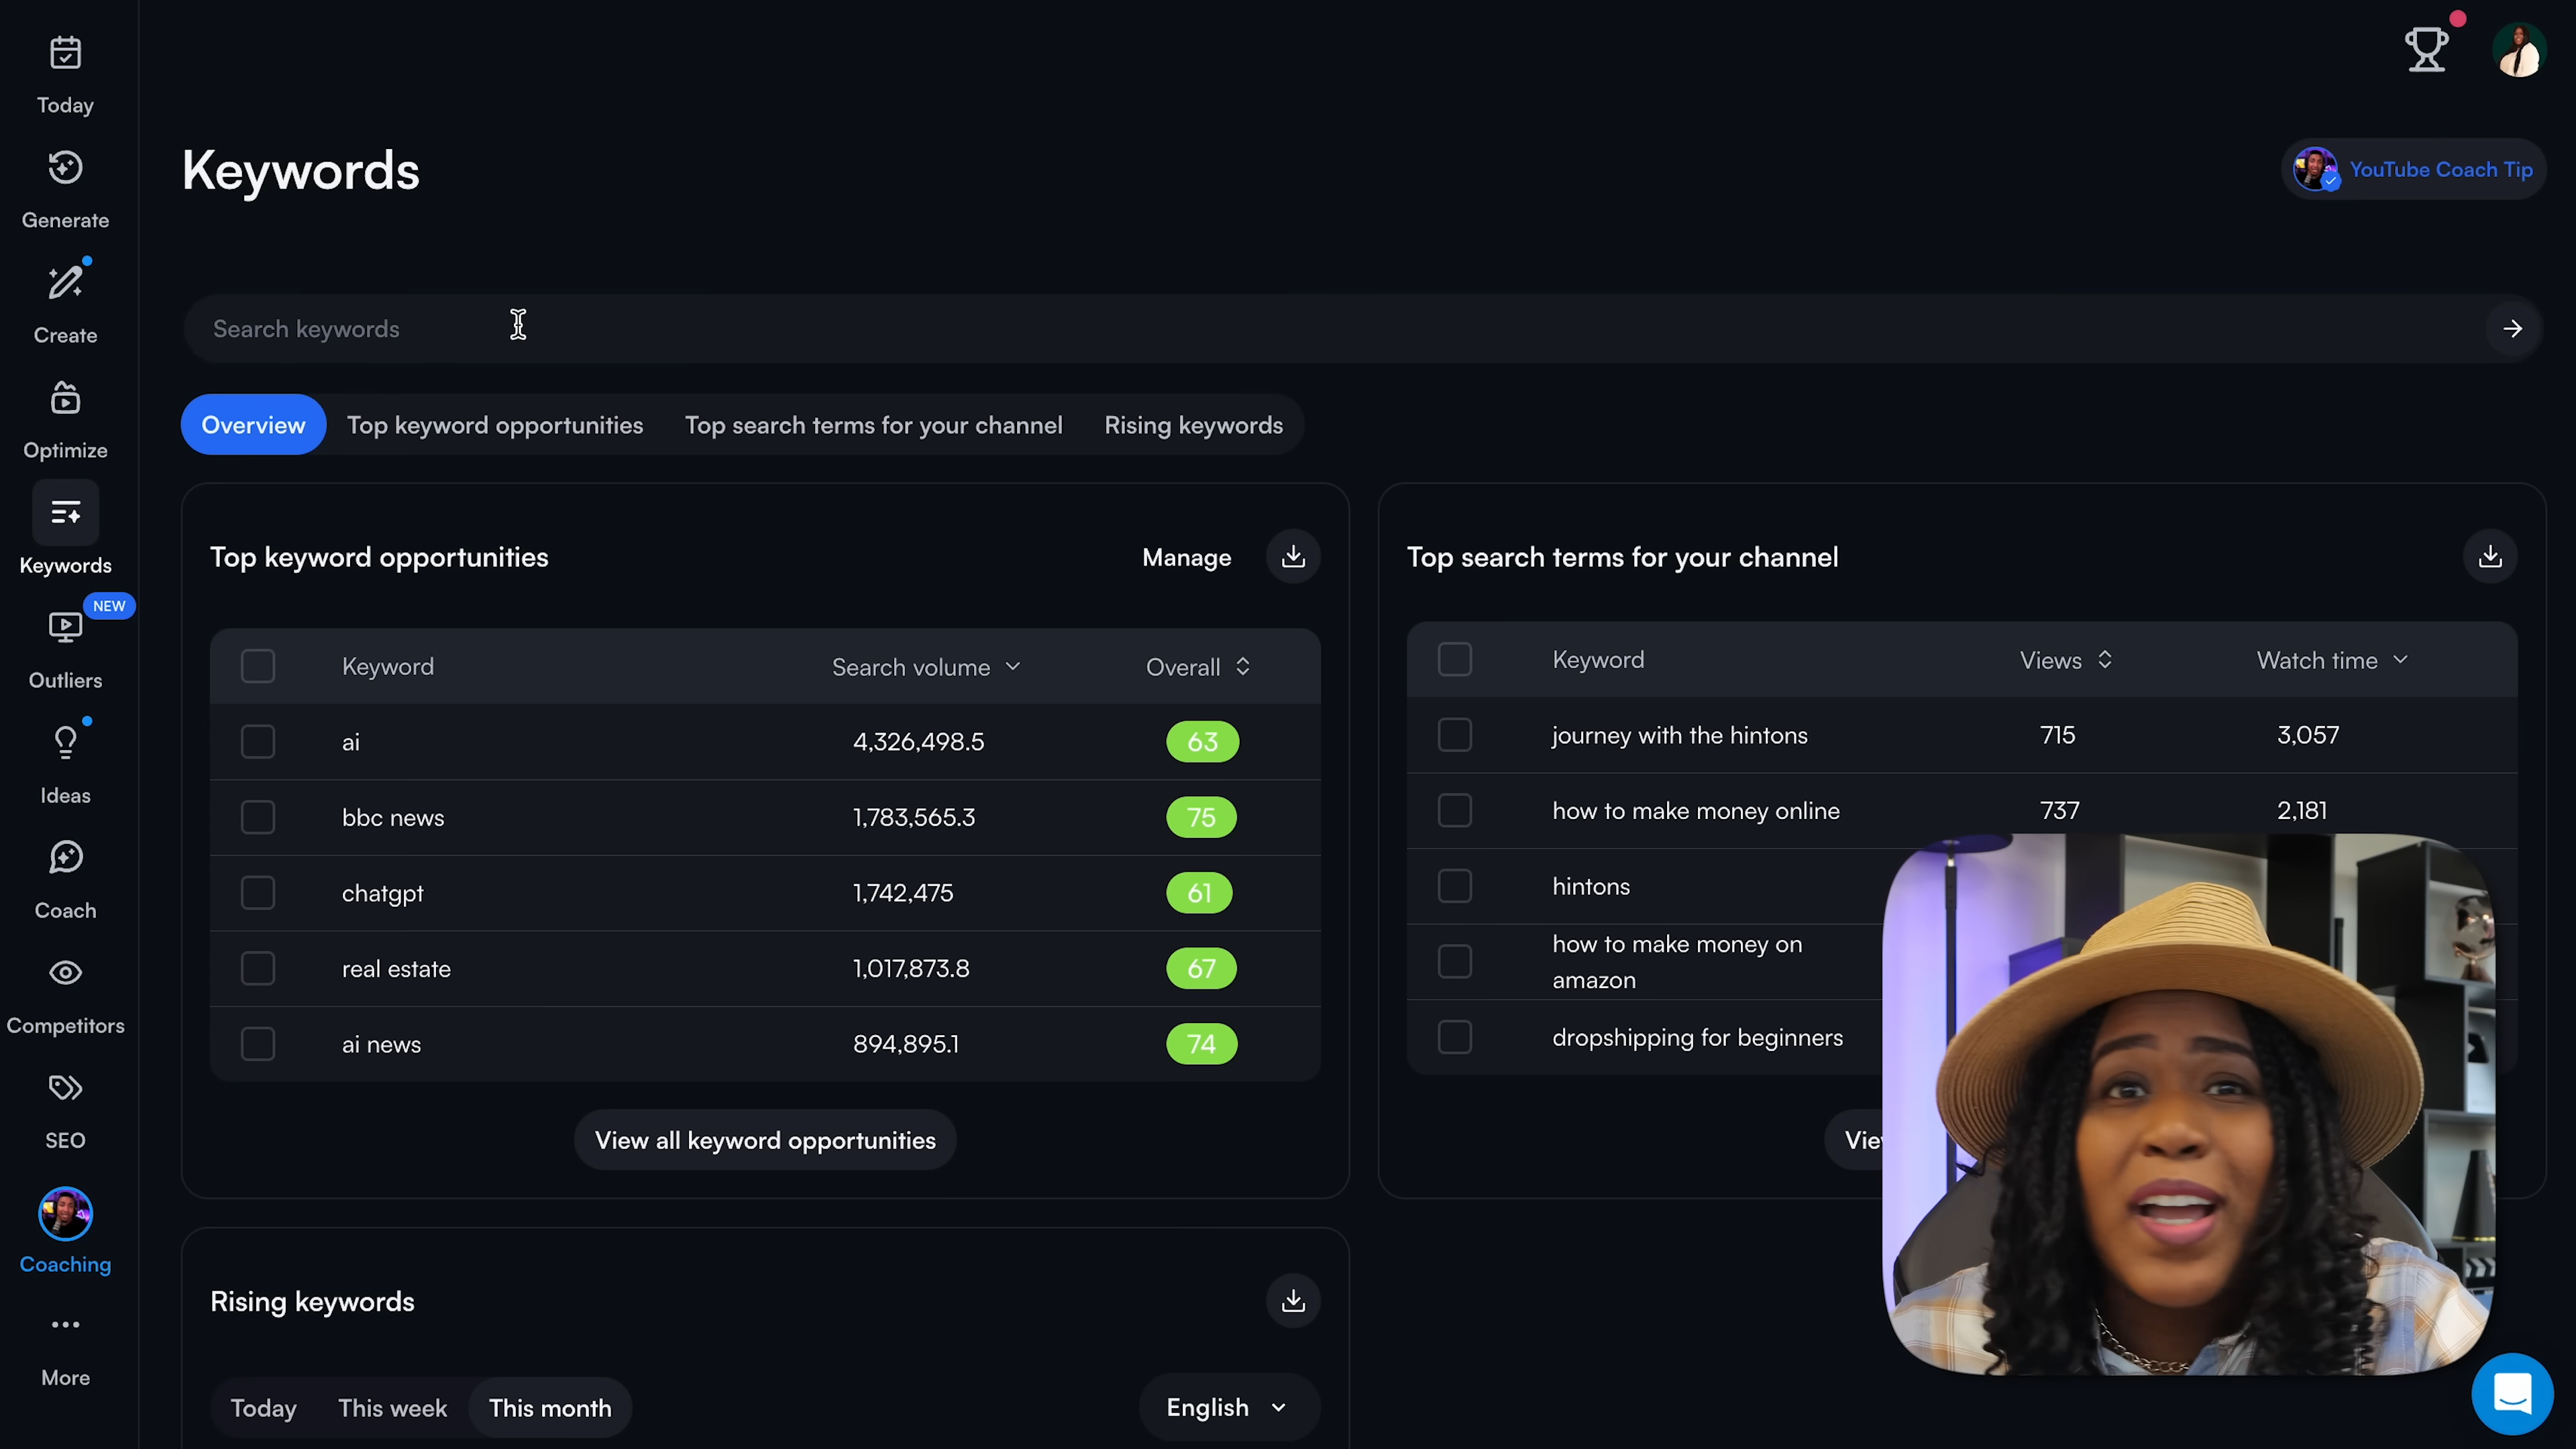 Today
Generate
Create
Optimize
Keywords
NEW
Outliers
Ideas
Coach
Competitors
SEO
Coaching
More
Keywords
YouTube Coach Tip
Search keywords
Overview
Top keyword opportunities
Top search terms for your channel
Rising keywords
Top keyword opportunities
Manage
Keyword Search volume Overall
ai 4,326,498.5 63
bbc news 1,783,565.3 75
chatgpt 1,742,475 61
real estate 1,017,873.8 67
ai news 894,895.1 74
View all keyword opportunities
Top search terms for your channel
Keyword Views Watch time
journey with the hintons 715 3,057
how to make money online 737 2,181
hintons
how to make money on
amazon
dropshipping for beginners
Rising keywords
Today
This week
This month
English